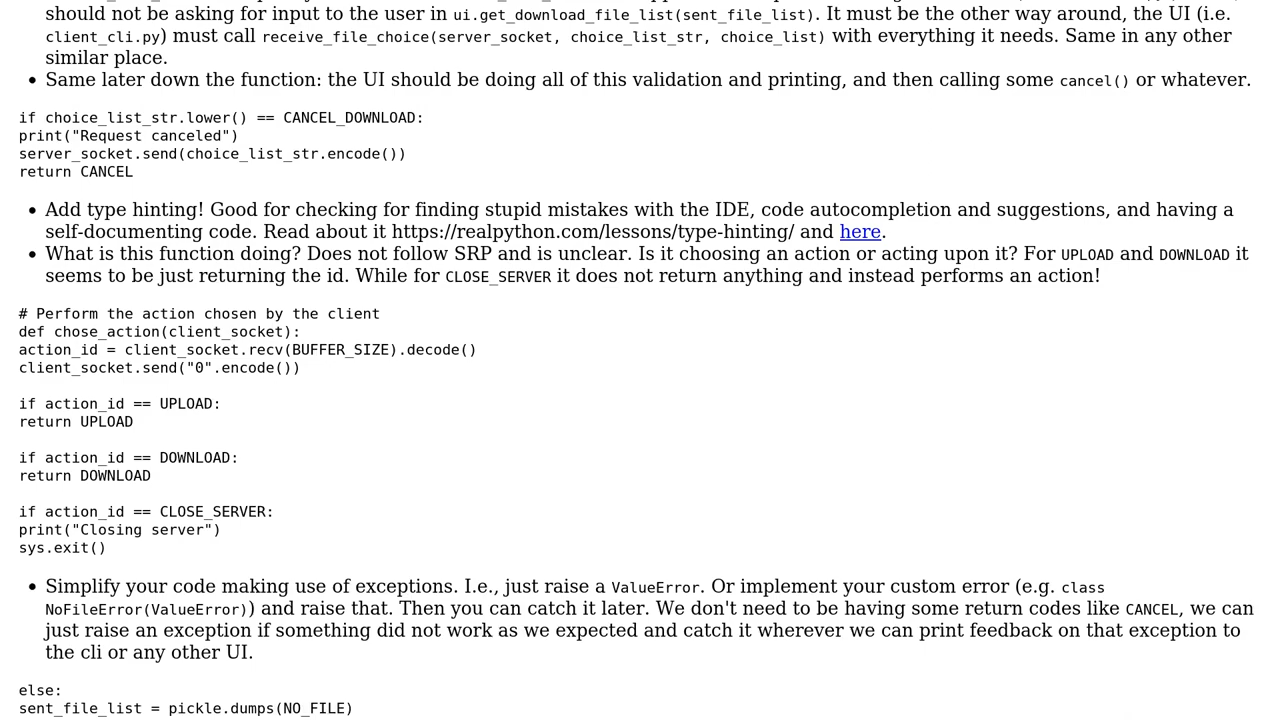 should not be asking for input to the user in ui.get_download_file_list(sent_file_list). It must be the other way around, the UI (i.e.
client_cli.py) must call receive_file_choice(server_socket, choice_list_str, choice_list) with everything it needs. Same in any other
similar place.
• Same later down the function: the UI should be doing all of this validation and printing, and then calling some cancel() or whatever.
if choice_list_str.lower() == CANCEL_DOWNLOAD:
print("Request canceled")
server_socket.send(choice_list_str.encode())
return CANCEL
• Add type hinting! Good for checking for finding stupid mistakes with the IDE, code autocompletion and suggestions, and having a
self-documenting code. Read about it https://realpython.com/lessons/type-hinting/ and here.
• What is this function doing? Does not follow SRP and is unclear. Is it choosing an action or acting upon it? For UPLOAD and DOWNLOAD it
seems to be just returning the id. While for CLOSE_SERVER it does not return anything and instead performs an action!
# Perform the action chosen by the client
def chose_action(client_socket):
action_id = client_socket.recv(BUFFER_SIZE).decode()
client_socket.send("0".encode())
if action_id == UPLOAD:
return UPLOAD
if action_id == DOWNLOAD:
return DOWNLOAD
if action_id == CLOSE_SERVER:
print("Closing server")
sys.exit()
• Simplify your code making use of exceptions. I.e., just raise a ValueError. Or implement your custom error (e.g. class
NoFileError(ValueError)) and raise that. Then you can catch it later. We don't need to be having some return codes like CANCEL, we can
just raise an exception if something did not work as we expected and catch it wherever we can print feedback on that exception to
the cli or any other UI.
else:
sent_file_list = pickle.dumps(NO_FILE)